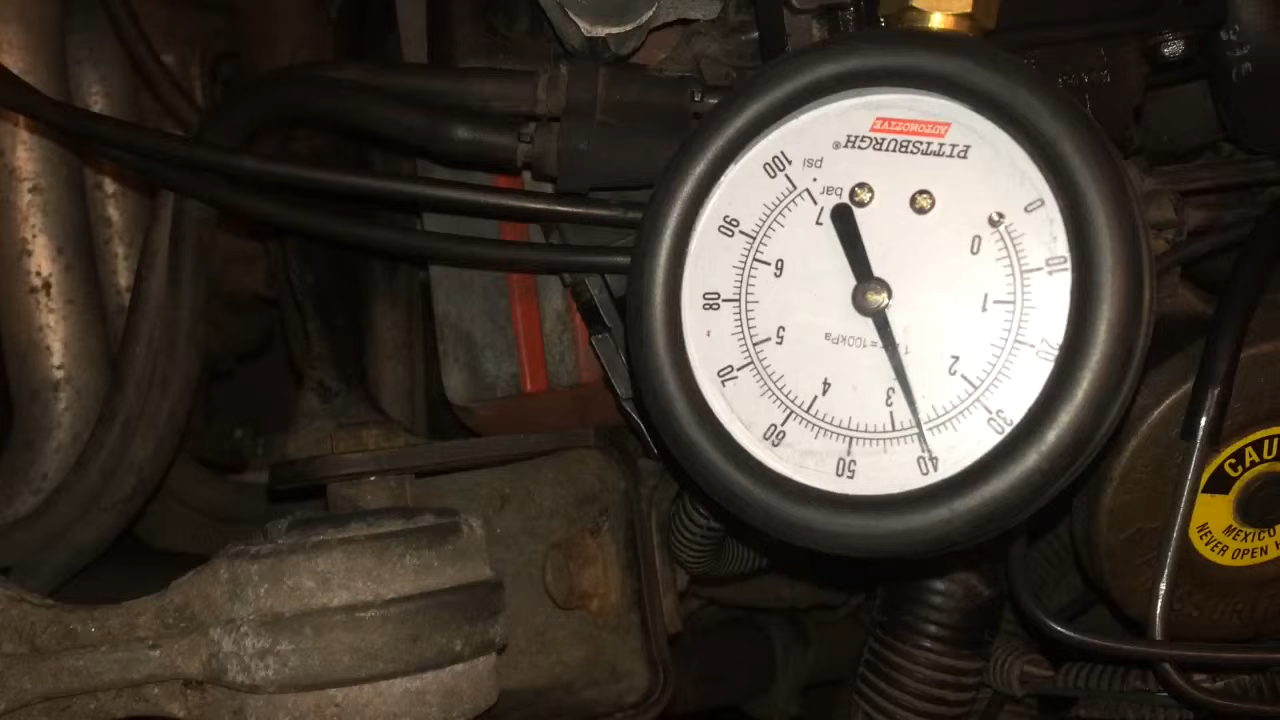 PITTSBURGH®
AUTOMOTIVE
psi
bar
0
10
20
30
40
50
60
70
80
90
100
0
1
2
3
4
5
6
7
=100kPa
CAU
MEXICO
NEVER OPEN H